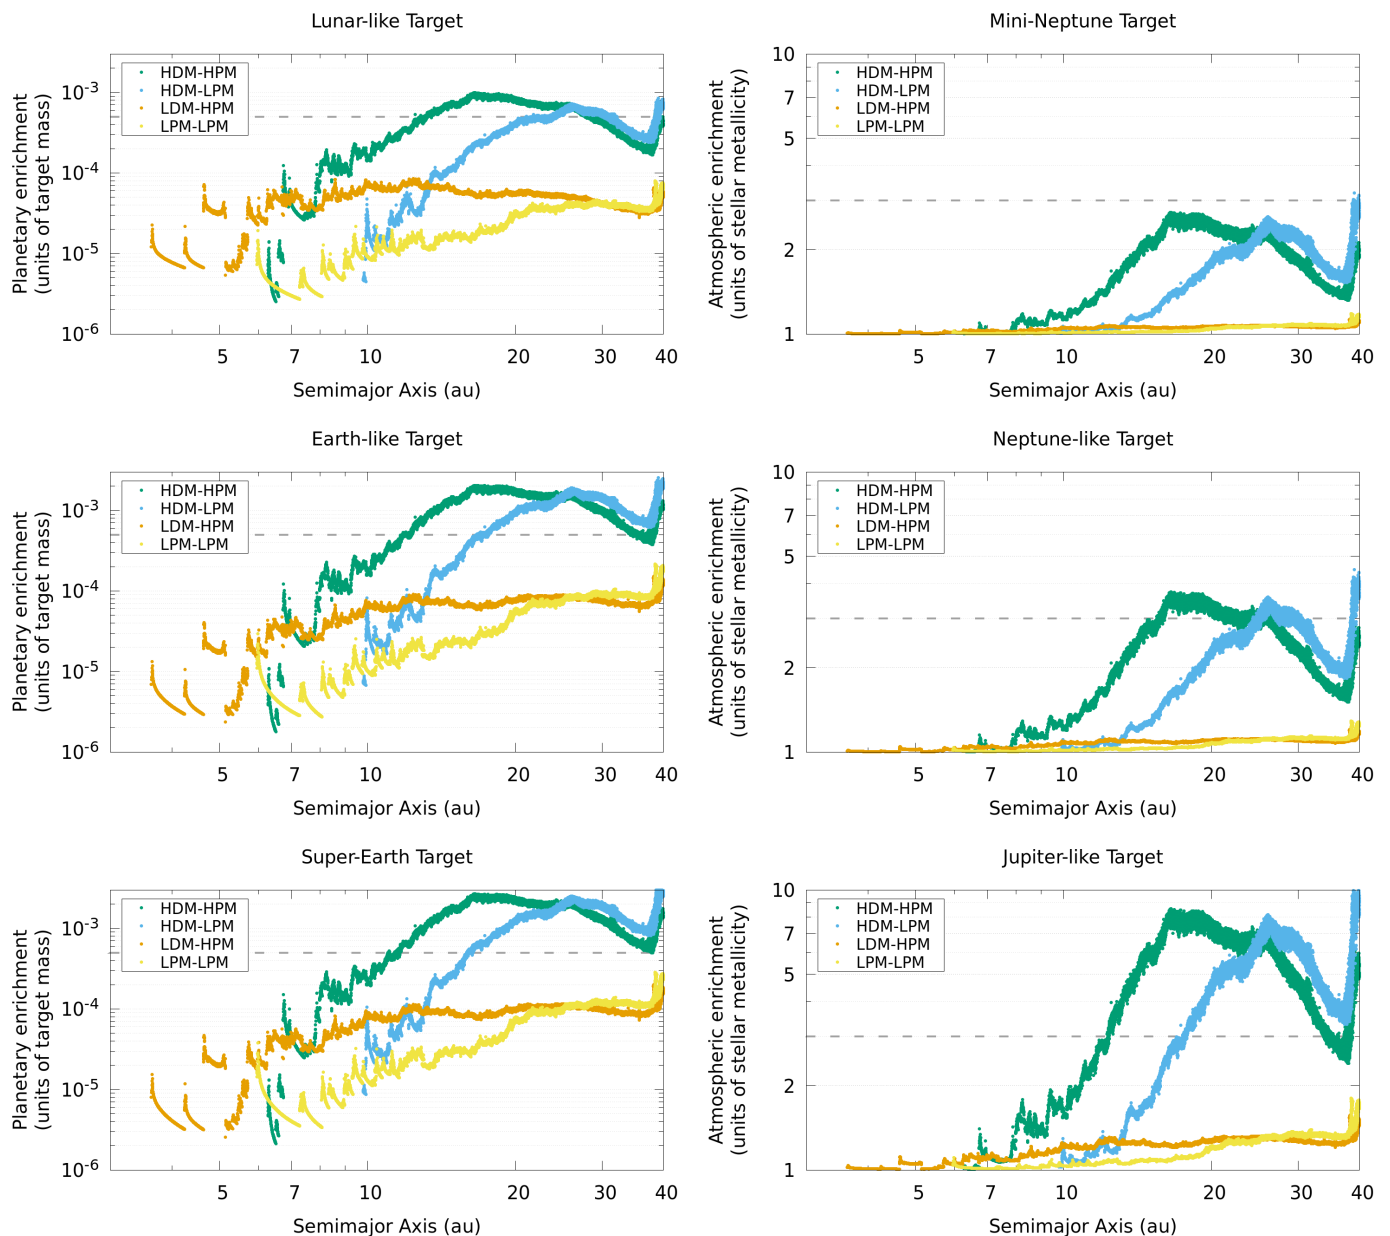 Lunar-like Target
Planetary enrichment
(units of target mass)
10-3
10-4
10-5
10-6
HDM-HPM
HDM-LPM
LDM-HPM
LPM-LPM
5 7 10 20 30 40
Semimajor Axis (au)
Mini-Neptune Target
Atmospheric enrichment
(units of stellar metallicity)
10
7
5
2
1
HDM-HPM
HDM-LPM
LDM-HPM
LPM-LPM
5 7 10 20 30 40
Semimajor Axis (au)
Earth-like Target
Planetary enrichment
(units of target mass)
10-3
10-4
10-5
10-6
HDM-HPM
HDM-LPM
LDM-HPM
LPM-LPM
5 7 10 20 30 40
Semimajor Axis (au)
Neptune-like Target
Atmospheric enrichment
(units of stellar metallicity)
10
7
5
2
1
HDM-HPM
HDM-LPM
LDM-HPM
LPM-LPM
5 7 10 20 30 40
Semimajor Axis (au)
Super-Earth Target
Planetary enrichment
(units of target mass)
10-3
10-4
10-5
10-6
HDM-HPM
HDM-LPM
LDM-HPM
LPM-LPM
5 7 10 20 30 40
Semimajor Axis (au)
Jupiter-like Target
Atmospheric enrichment
(units of stellar metallicity)
10
7
5
2
1
HDM-HPM
HDM-LPM
LDM-HPM
LPM-LPM
5 7 10 20 30 40
Semimajor Axis (au)